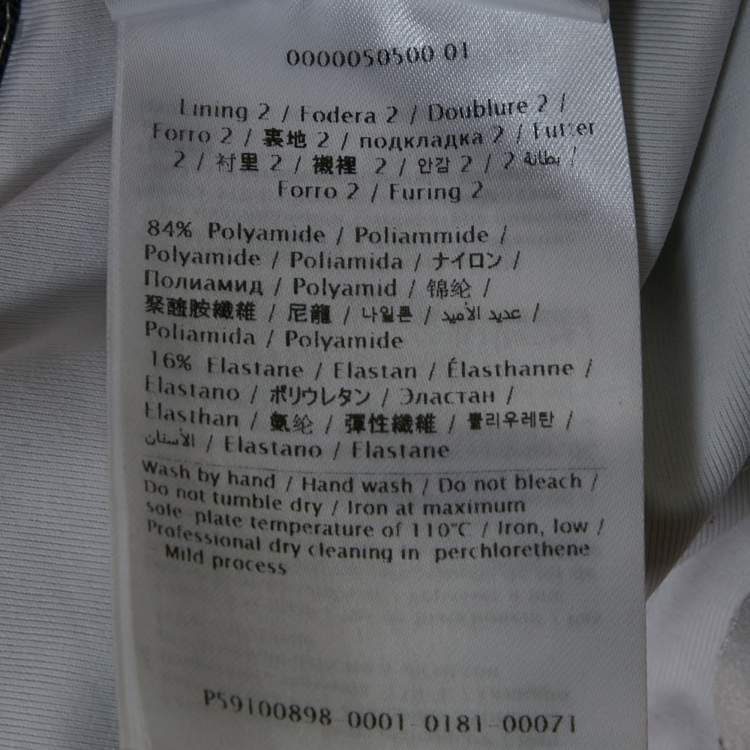 0000050500 01
Lining 2 / Fodera 2 / Doublure 2 /
Forro 2 / 裏地 2 / подкладка 2 / Futter
2 / 衬里 2 / 襯裡 2 / 안감 2 / 2 بطانة /
Forro 2 / Furing 2
84% Polyamide / Poliammide /
Polyamide / Poliamida / ナイロン /
Полиамид / Polyamid / 锦纶 /
聚醯胺纖維 / 尼龍 / 나일론 / عديد الأميد /
Poliamida / Polyamide
16% Elastane / Elastan / Élasthanne /
Elastano / ポリウレタン / Эластан /
Elasthan / 氨纶 / 彈性纖維 / 폴리우레탄 /
الأستان / Elastano / Elastane
Wash by hand / Hand wash / Do not bleach /
Do not tumble dry / Iron at maximum
sole plate temperature of 110°C / Iron, low /
Professional dry cleaning in perchlorethene
Mild process
P59100898-0001-0181-00071